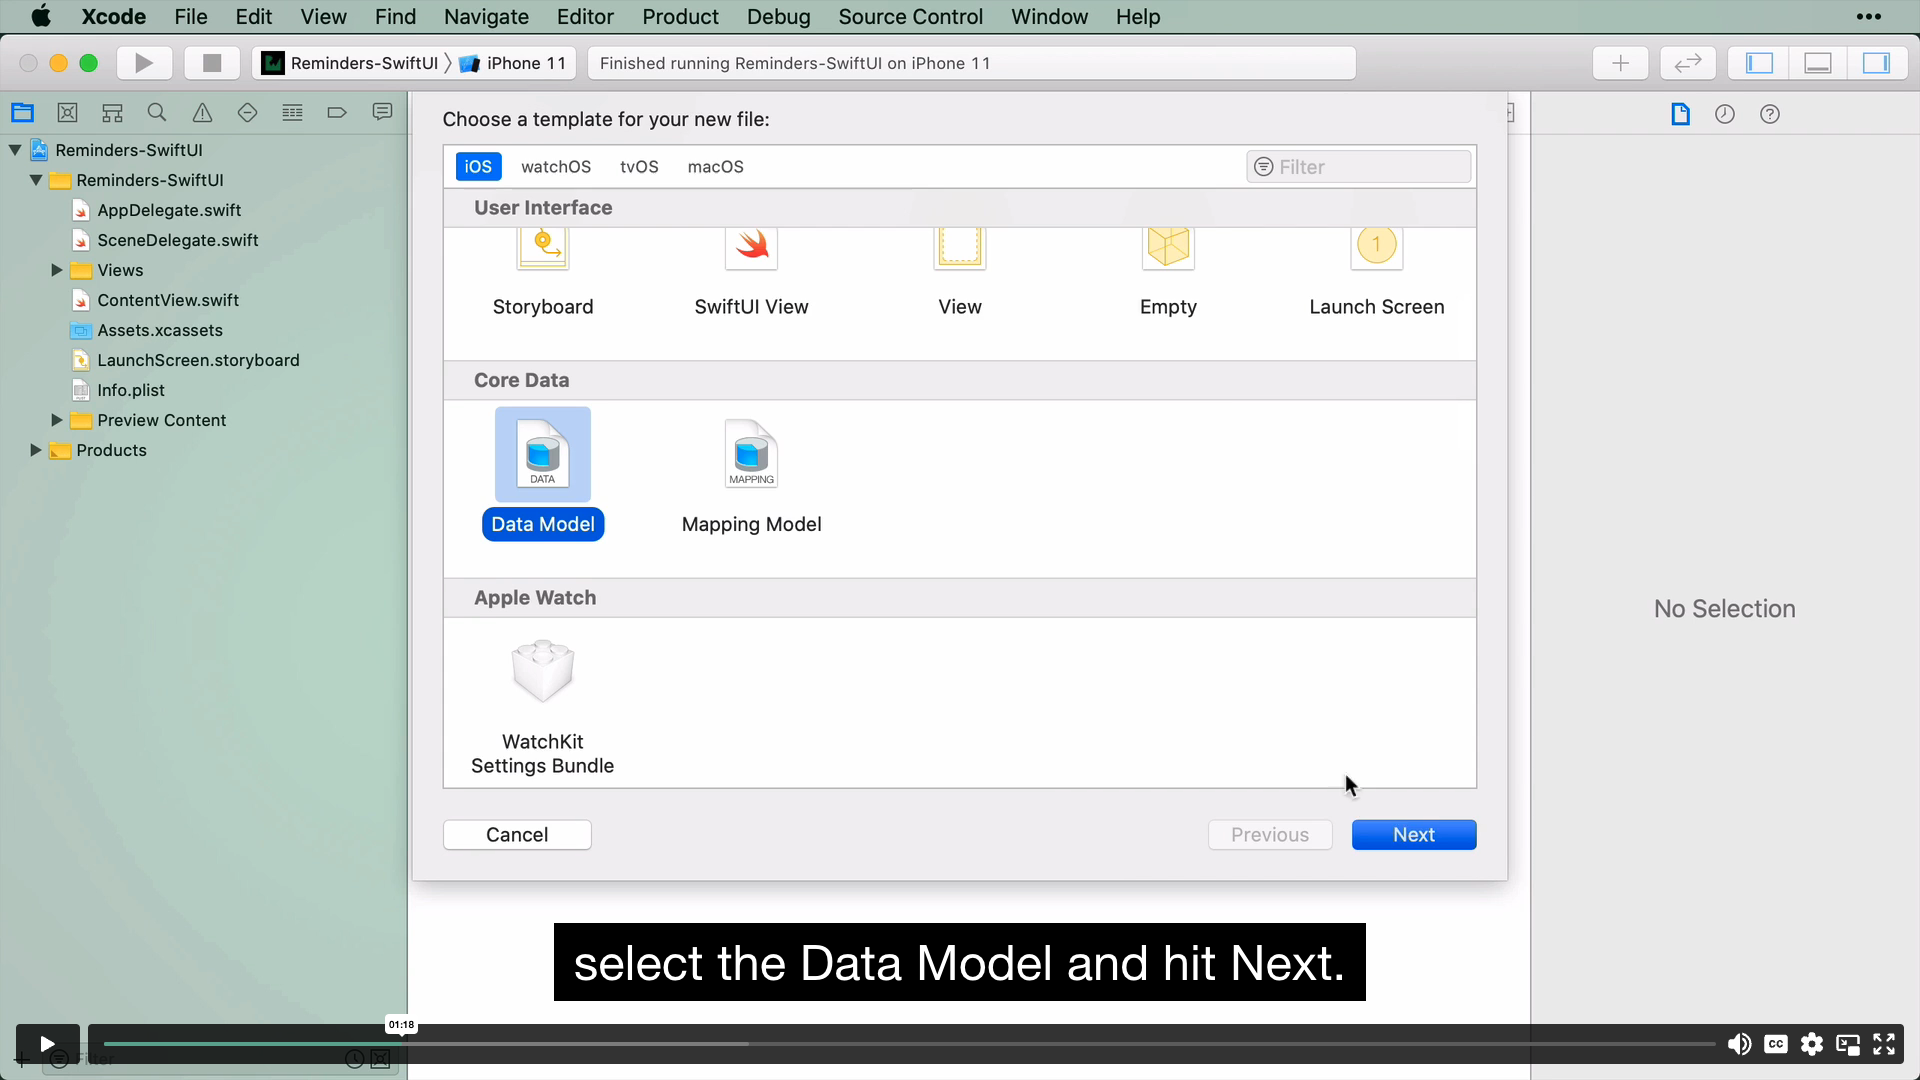 Xcode File Edit View Find Navigate Editor Product Debug Source Control Window Help
Reminders-SwiftUI iPhone 11
Finished running Reminders-SwiftUI on iPhone 11
Reminders-SwiftUI
Reminders-SwiftUI
AppDelegate.swift
SceneDelegate.swift
Views
ContentView.swift
Assets.xcassets
LaunchScreen.storyboard
Info.plist
Preview Content
Products
Choose a template for your new file:
iOS watchOS tvOS macOS
Filter
User Interface
1
Storyboard SwiftUI View View Empty Launch Screen
Core Data
DATA MAPPING
Data Model Mapping Model
Apple Watch
WatchKit
Settings Bundle
Cancel Previous Next
No Selection
select the Data Model and hit Next.
01:18
Filter
CC